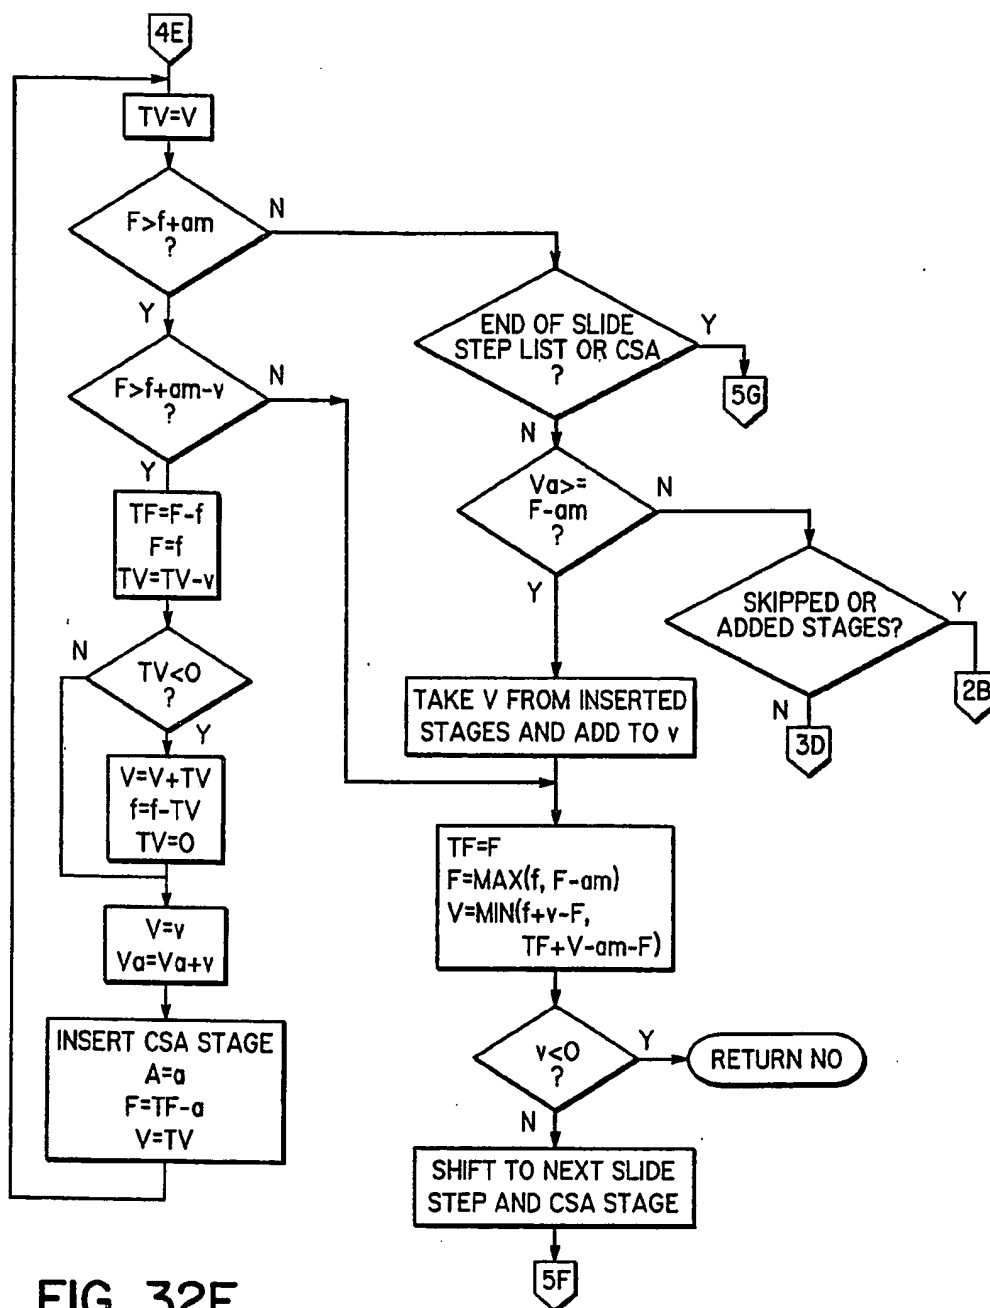 4E
TV=V
F>f+am
?
N
Y
F>f+am-v
?
N
Y
TF=F-f
F=f
TV=TV-v
N
TV<0
?
Y
V=V+TV
f=f-TV
TV=0
V=v
Va=Va+v
INSERT CSA STAGE
A=a
F=TF-a
V=TV
END OF SLIDE
STEP LIST OR CSA
?
Y
5G
N
Va>=
F-am
?
N
Y
SKIPPED OR
ADDED STAGES?
Y
2B
N
3D
TAKE V FROM INSERTED
STAGES AND ADD TO v
TF=F
F=MAX(f, F-am)
V=MIN(f+v-F,
TF+V-am-F)
v<0
?
Y
RETURN NO
N
SHIFT TO NEXT SLIDE
STEP AND CSA STAGE
5F